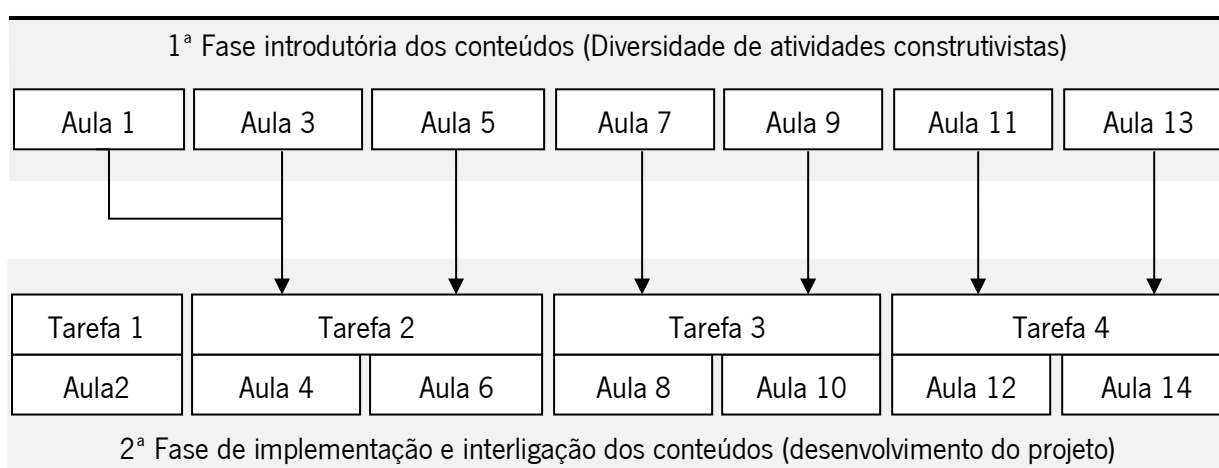 1ª Fase introdutória dos conteúdos (Diversidade de atividades construtivistas)
Aula 1 Aula 3 Aula 5 Aula 7 Aula 9 Aula 11 Aula 13
Tarefa 1 Tarefa 2 Tarefa 3 Tarefa 4
Aula2 Aula 4 Aula 6 Aula 8 Aula 10 Aula 12 Aula 14
2ª Fase de implementação e interligação dos conteúdos (desenvolvimento do projeto)